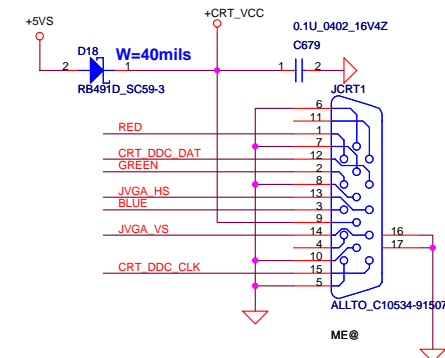 +5VS
+CRT_VCC
0.1U_0402_16V4Z
D18
W=40mils
C679
2
1
1
2
RB491D_SC59-3
JCRT1
6
11
RED
1
7
CRT_DDC_DAT
12
GREEN
2
8
JVGA_HS
13
BLUE
3
9
JVGA_VS
14
16
4
17
10
CRT_DDC_CLK
15
5
ALLTO_C10534-91507
ME@